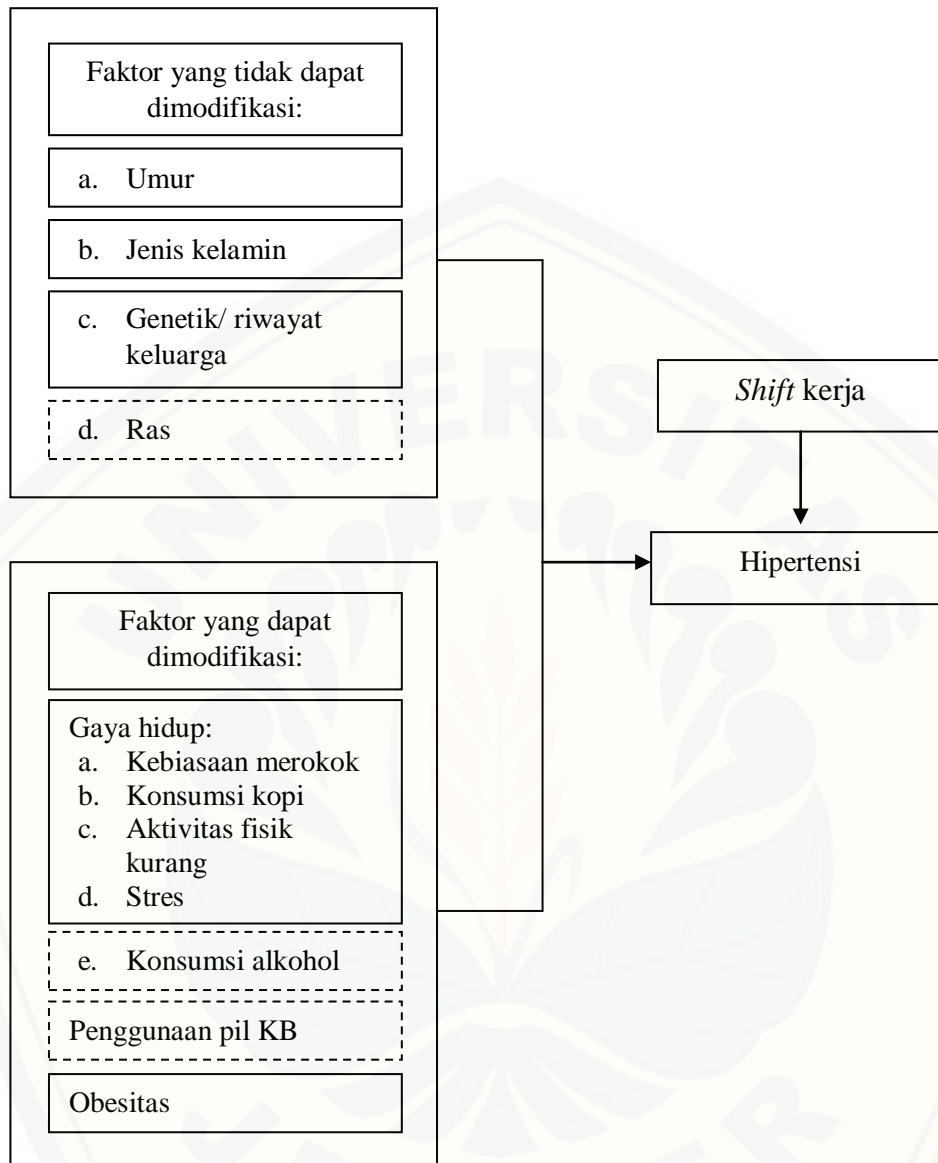 Faktor yang tidak dapat
dimodifikasi:
a. Umur
b. Jenis kelamin
c. Genetik/ riwayat
keluarga
d. Ras
Shift kerja
Hipertensi
Faktor yang dapat
dimodifikasi:
Gaya hidup:
a. Kebiasaan merokok
b. Konsumsi kopi
c. Aktivitas fisik
kurang
d. Stres
e. Konsumsi alkohol
Penggunaan pil KB
Obesitas
UNIVERSITAS